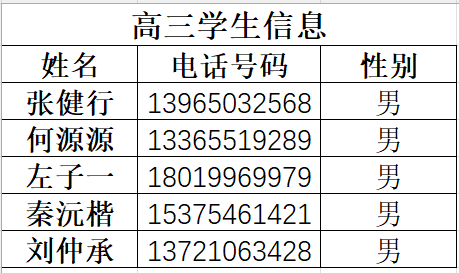 高三学生信息
姓名 电话号码 性别
张健行 13965032568 男
何源源 13365519289 男
左子一 18019969979 男
秦沅楷 15375461421 男
刘仲承 13721063428 男